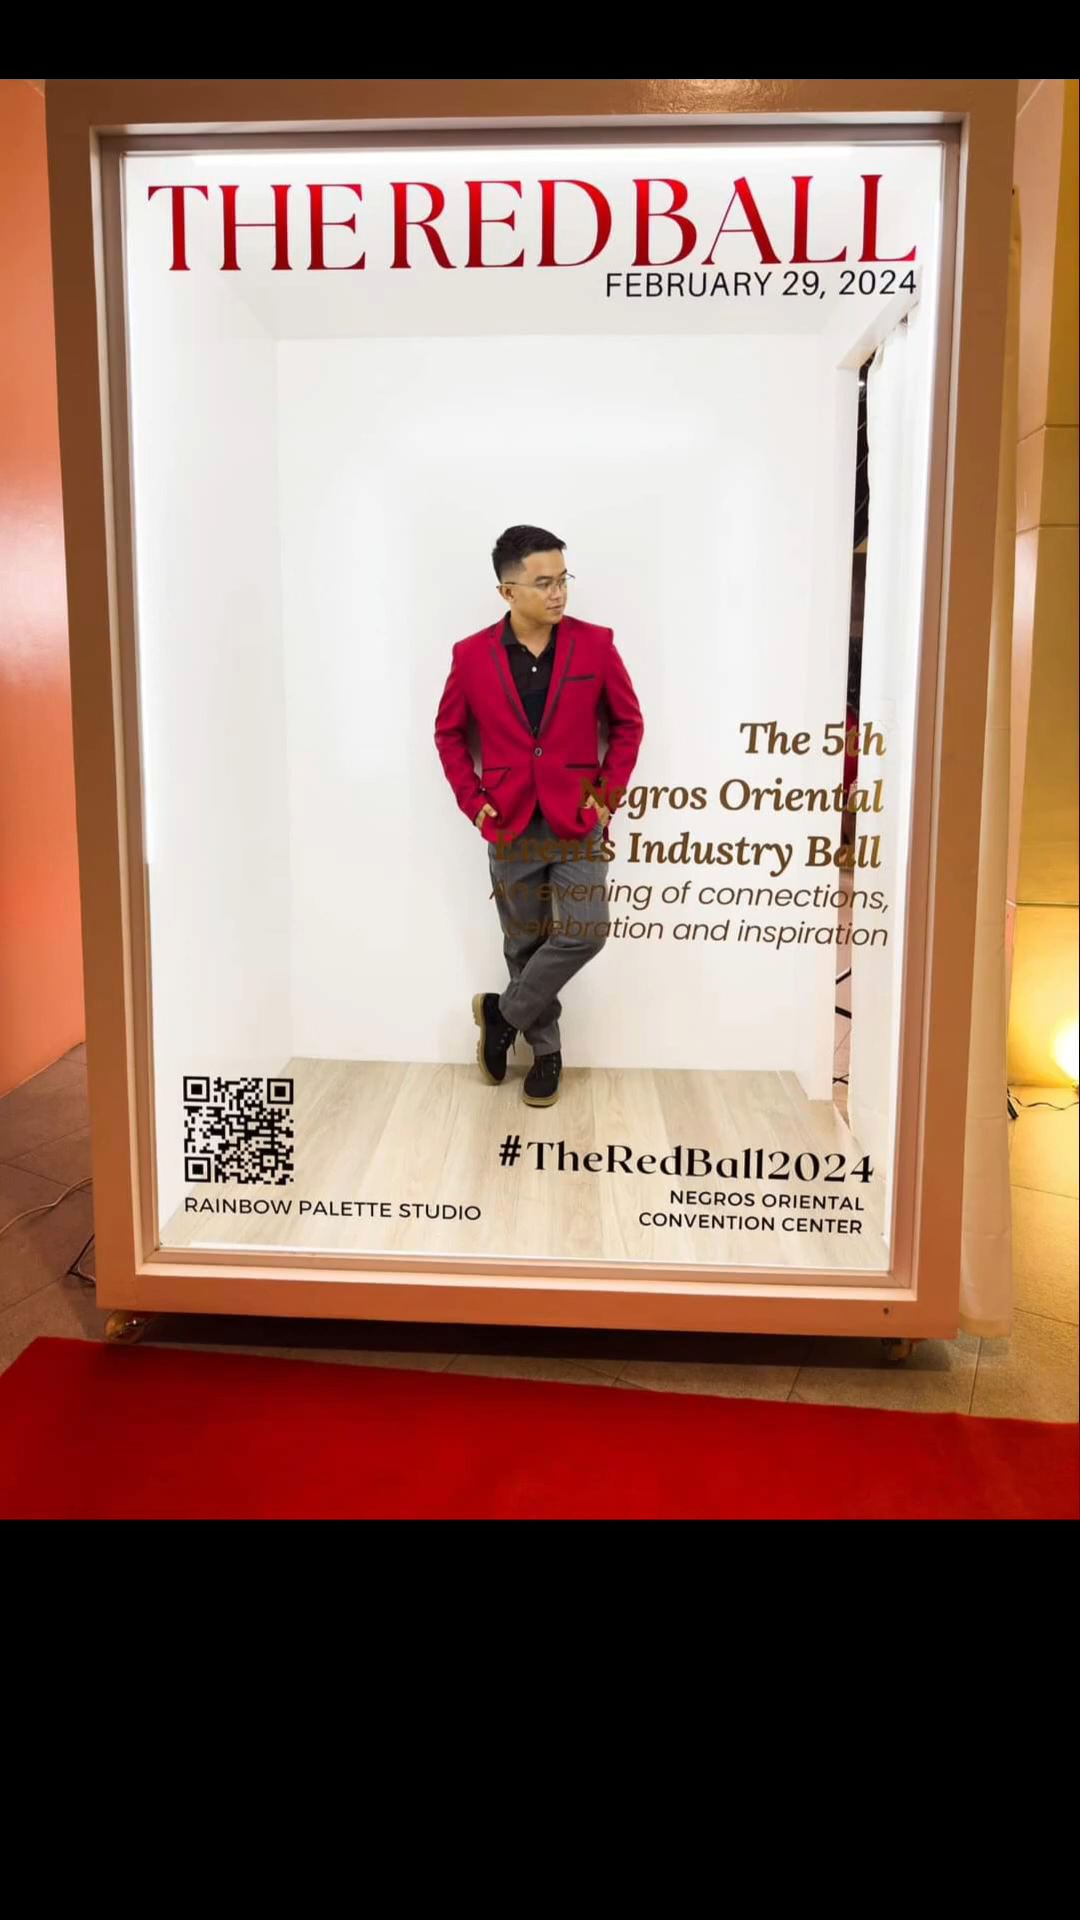 THE RED BALL
FEBRUARY 29, 2024
The 5th
Negros Oriental
Events Industry Ball
An evening of connections,
celebration and inspiration
#TheRedBall2024
NEGROS ORIENTAL
CONVENTION CENTER
RAINBOW PALETTE STUDIO